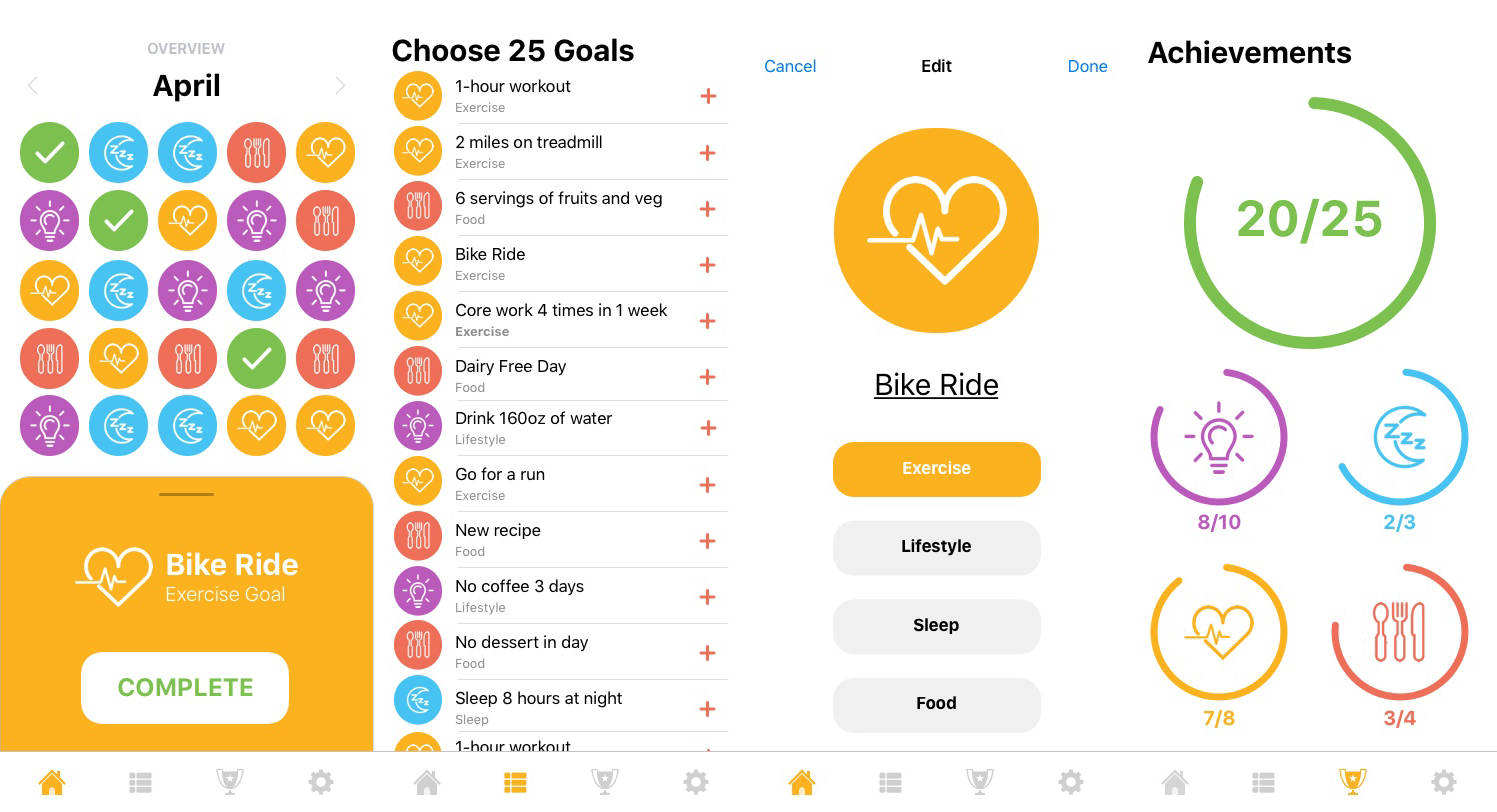 OVERVIEW
April
Bike Ride
Exercise Goal
COMPLETE
Choose 25 Goals
1-hour workout
Exercise
2 miles on treadmill
Exercise
6 servings of fruits and veg
Food
Bike Ride
Exercise
Core work 4 times in 1 week
Exercise
Dairy Free Day
Food
Drink 160oz of water
Lifestyle
Go for a run
Exercise
New recipe
Food
No coffee 3 days
Lifestyle
No dessert in day
Food
Sleep 8 hours at night
Sleep
1-hour workout
Cancel
Edit
Done
Bike Ride
Exercise
Lifestyle
Sleep
Food
Achievements
20/25
8/10
2/3
7/8
3/4